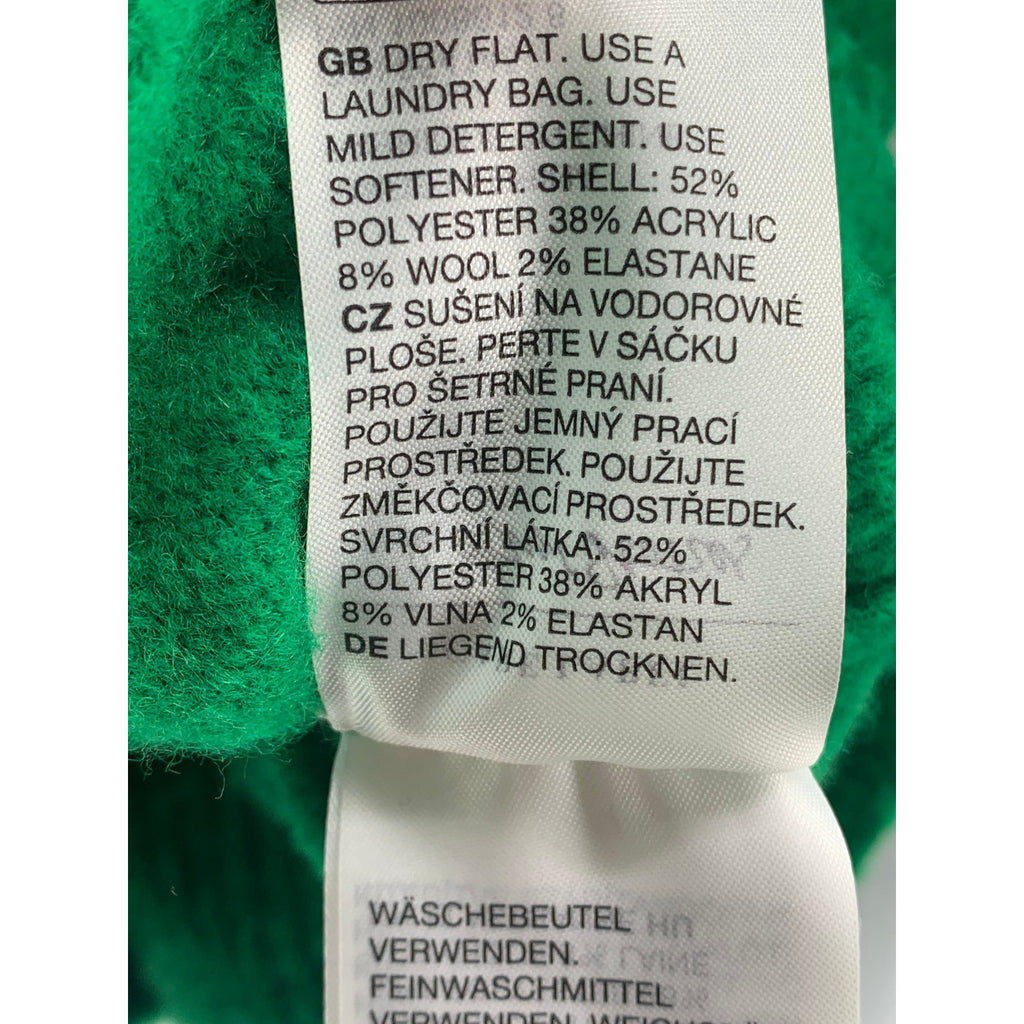 GB DRY FLAT. USE A
LAUNDRY BAG. USE
MILD DETERGENT. USE
SOFTENER. SHELL: 52%
POLYESTER 38% ACRYLIC
8% WOOL 2% ELASTANE
CZ SUŠENÍ NA VODOROVNÉ
PLOŠE. PERTE V SÁČKU
PRO ŠETRNÉ PRANÍ.
POUŽIJTE JEMNÝ PRACÍ
PROSTŘEDEK. POUŽIJTE
ZMĚKČOVACÍ PROSTŘEDEK.
SVRCHNÍ LÁTKA: 52%
POLYESTER 38% AKRYL
8% VLNA 2% ELASTAN
DE LIEGEND TROCKNEN.
WÄSCHEBEUTEL
VERWENDEN.
FEINWASCHMITTEL
VERWENDEN.